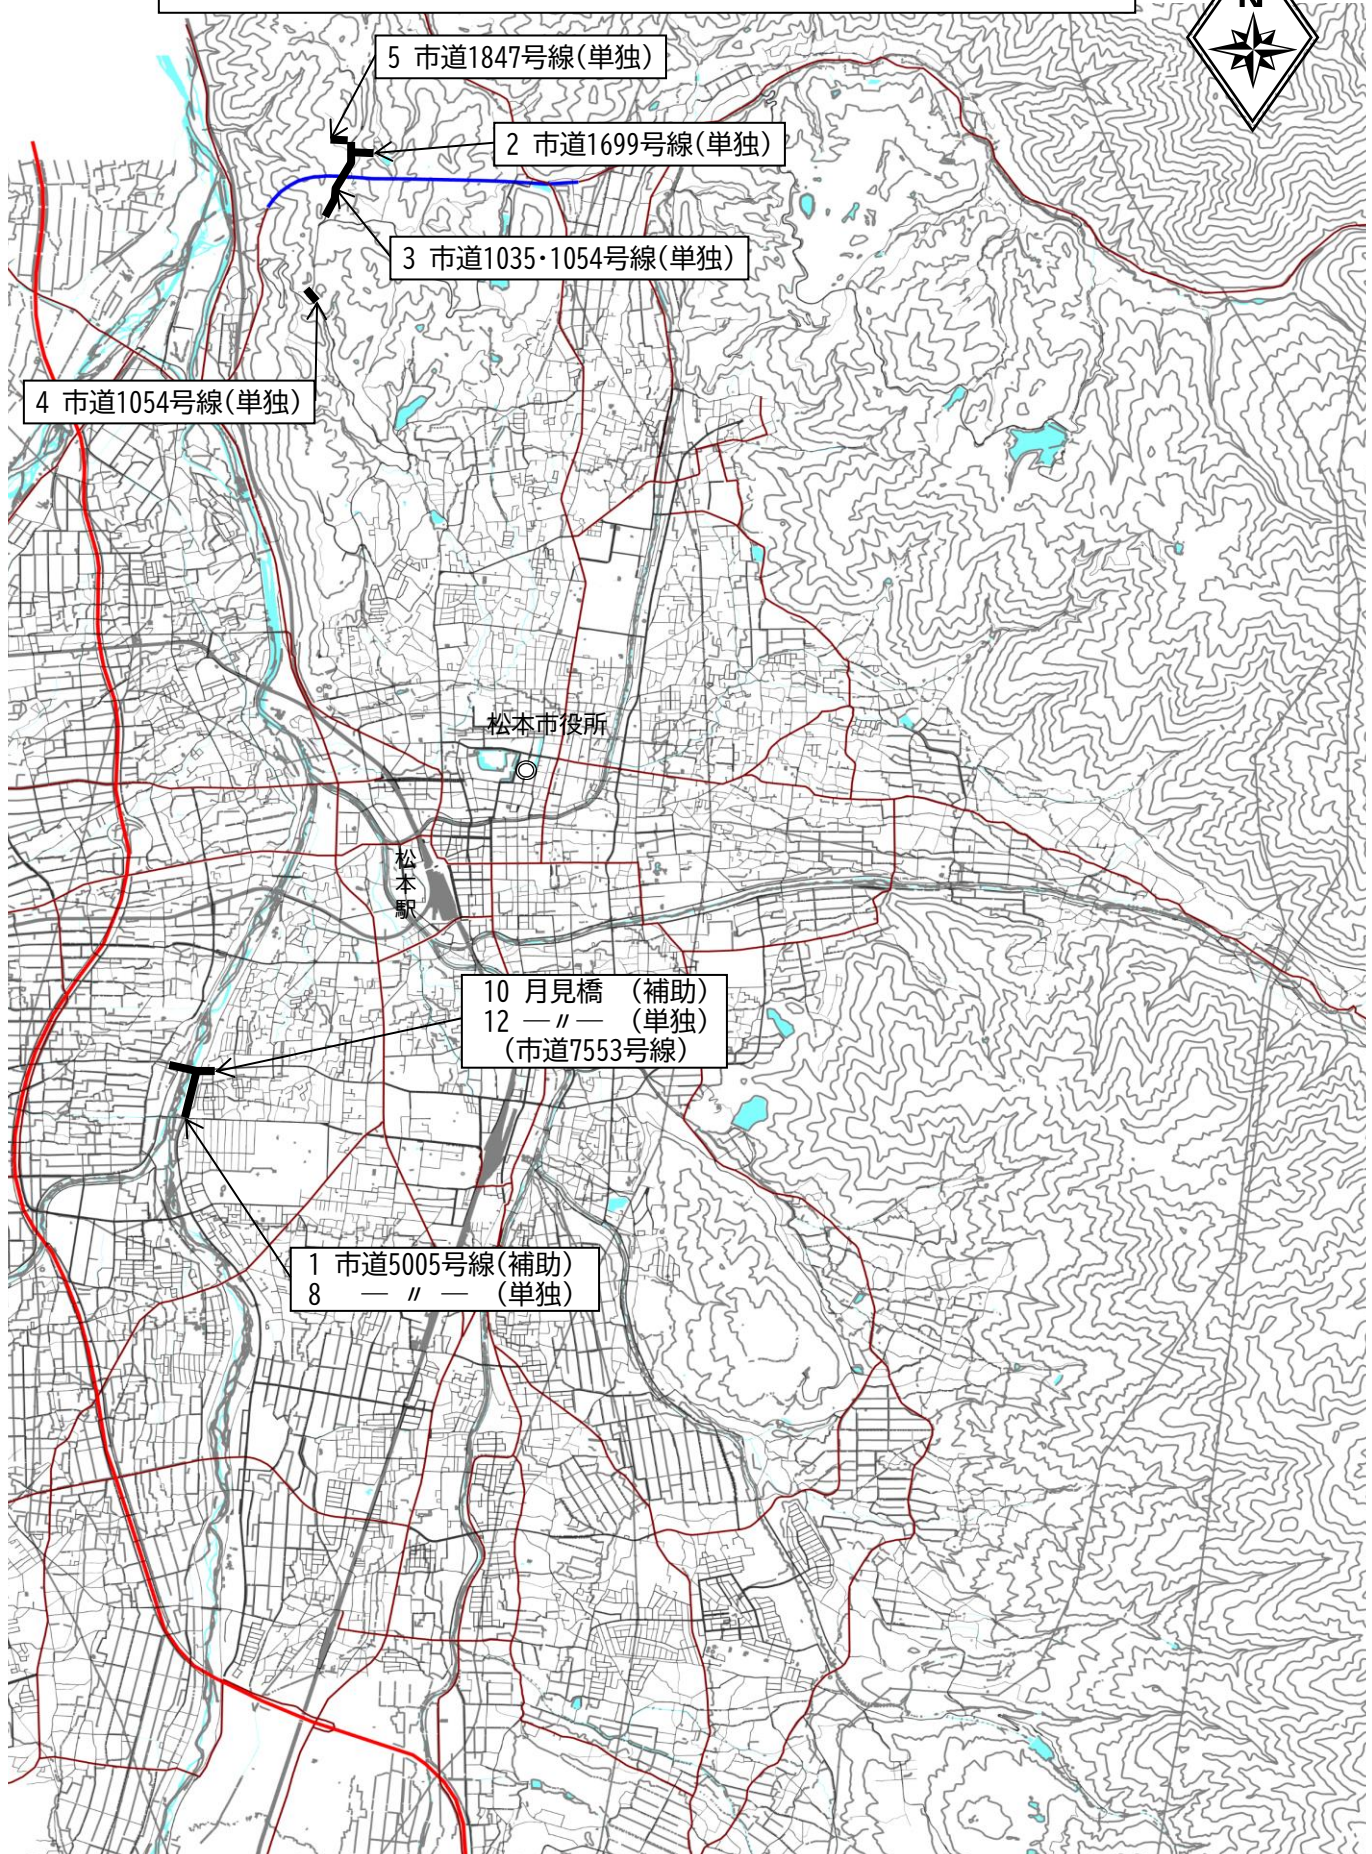 N
5 市道1847号線(単独)
2 市道1699号線(単独)
3 市道1035・1054号線(単独)
4 市道1054号線(単独)
松本市役所
松本駅
10 月見橋 (補助)
12 ―〃― (単独)
(市道7553号線)
1 市道5005号線(補助)
8 ― 〃 ― (単独)